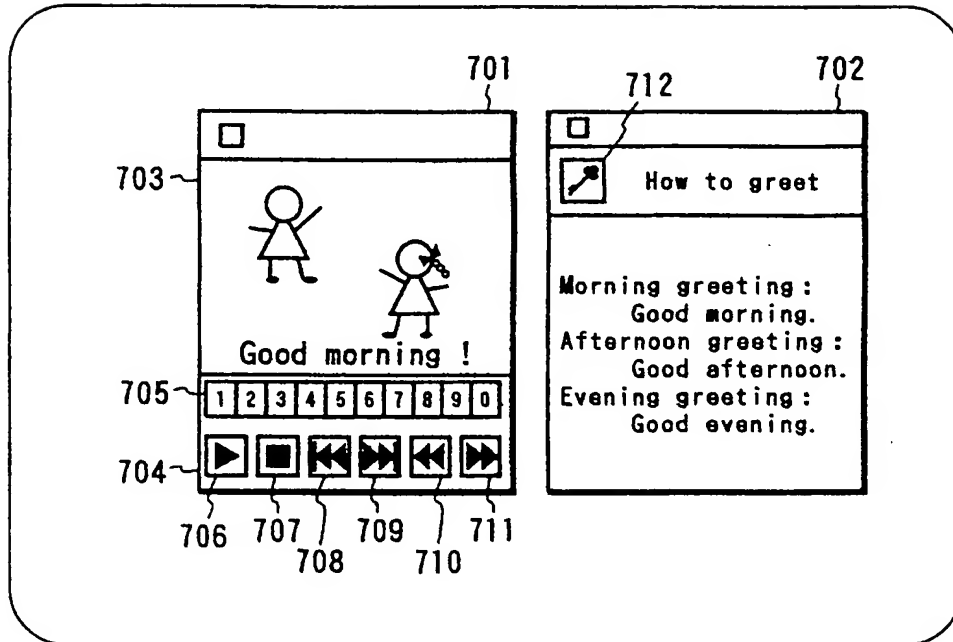 701
712
702
703
How to greet
Morning greeting :
Good morning.
Afternoon greeting :
Good afternoon.
Evening greeting :
Good evening.
Good morning !
705
1 2 3 4 5 6 7 8 9 0
704
706
707
708
709
710
711